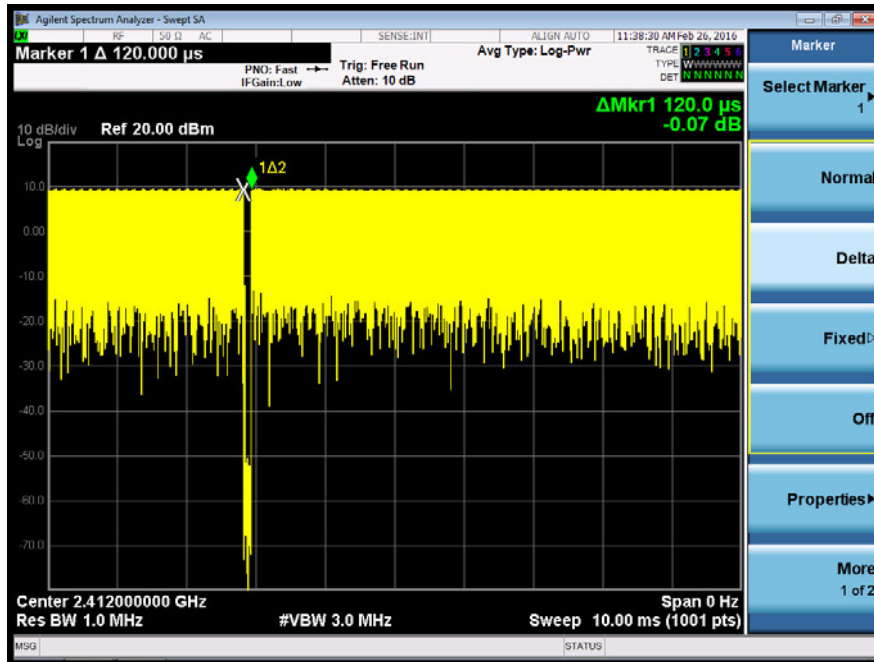 Agilent Spectrum Analyzer - Swept SA
RF 50 Ω AC SENSE:INT ALIGN AUTO 11:38:30 AM Feb 26, 2016
Marker 1 Δ 120.000 µs
PNO: Fast
IFGain:Low
Trig: Free Run
Atten: 10 dB
Avg Type: Log-Pwr
TRACE 1 2 3 4 5 6
TYPE WWWWWW
DET N N N N N N
ΔMkr1 120.0 µs
-0.07 dB
10 dB/div
Log
Ref 20.00 dBm
1Δ2
10.0
0.00
-10.0
-20.0
-30.0
-40.0
-50.0
-60.0
-70.0
Center 2.412000000 GHz
Span 0 Hz
Res BW 1.0 MHz
#VBW 3.0 MHz
Sweep 10.00 ms (1001 pts)
MSG
STATUS
Marker
Select Marker
1
Normal
Delta
Fixed
Off
Properties
More
1 of 2